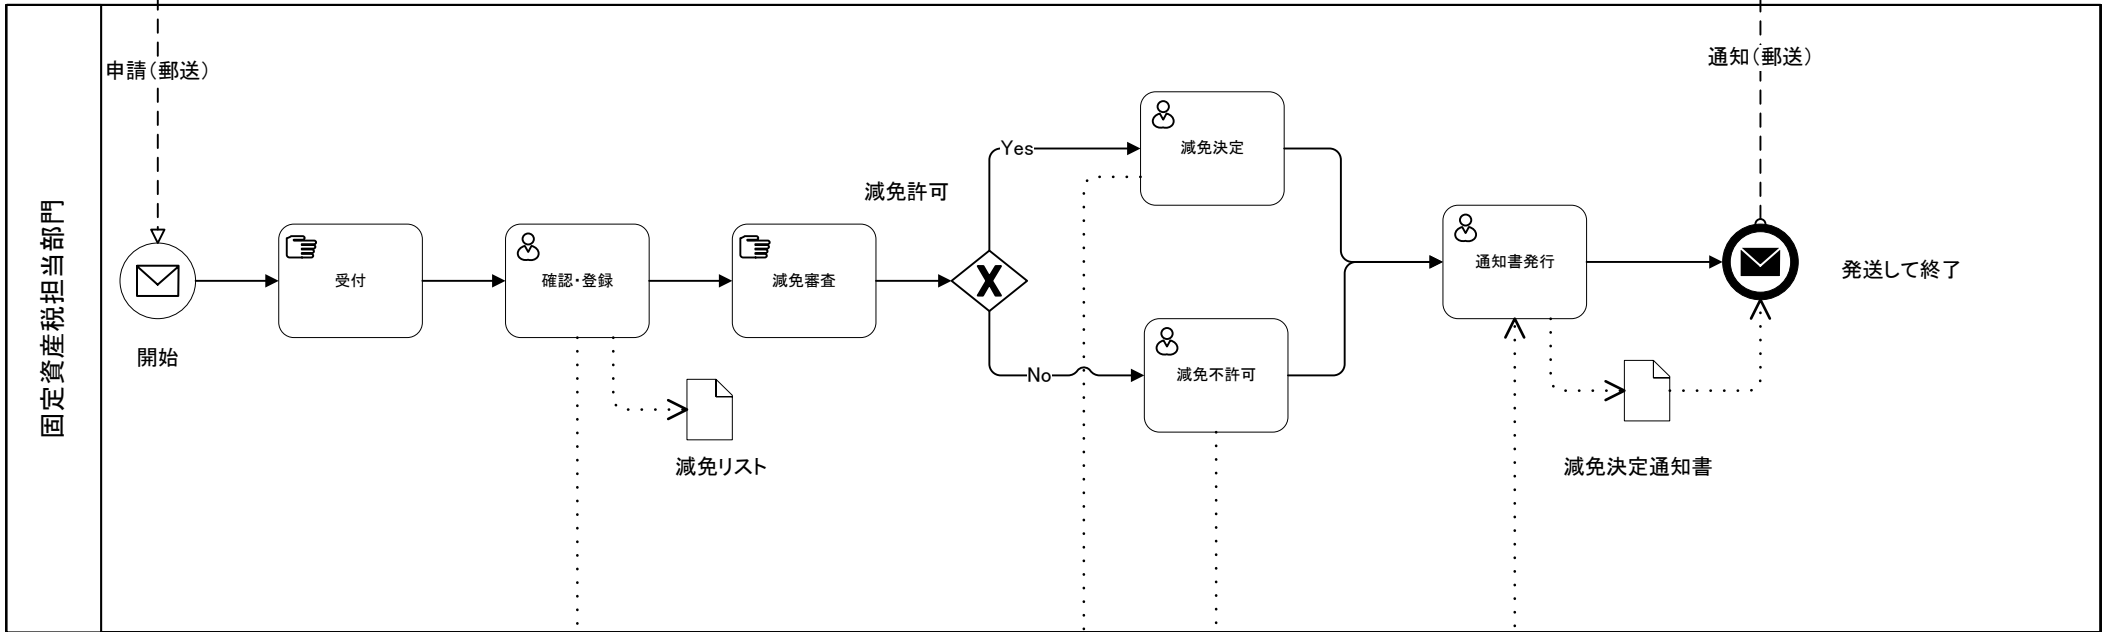 固定資産税担当部門
申請（郵送）
開始
受付
確認・登録
減免リスト
減免審査
減免許可
Yes
No
減免決定
減免不許可
通知書発行
減免決定通知書
通知（郵送）
発送して終了